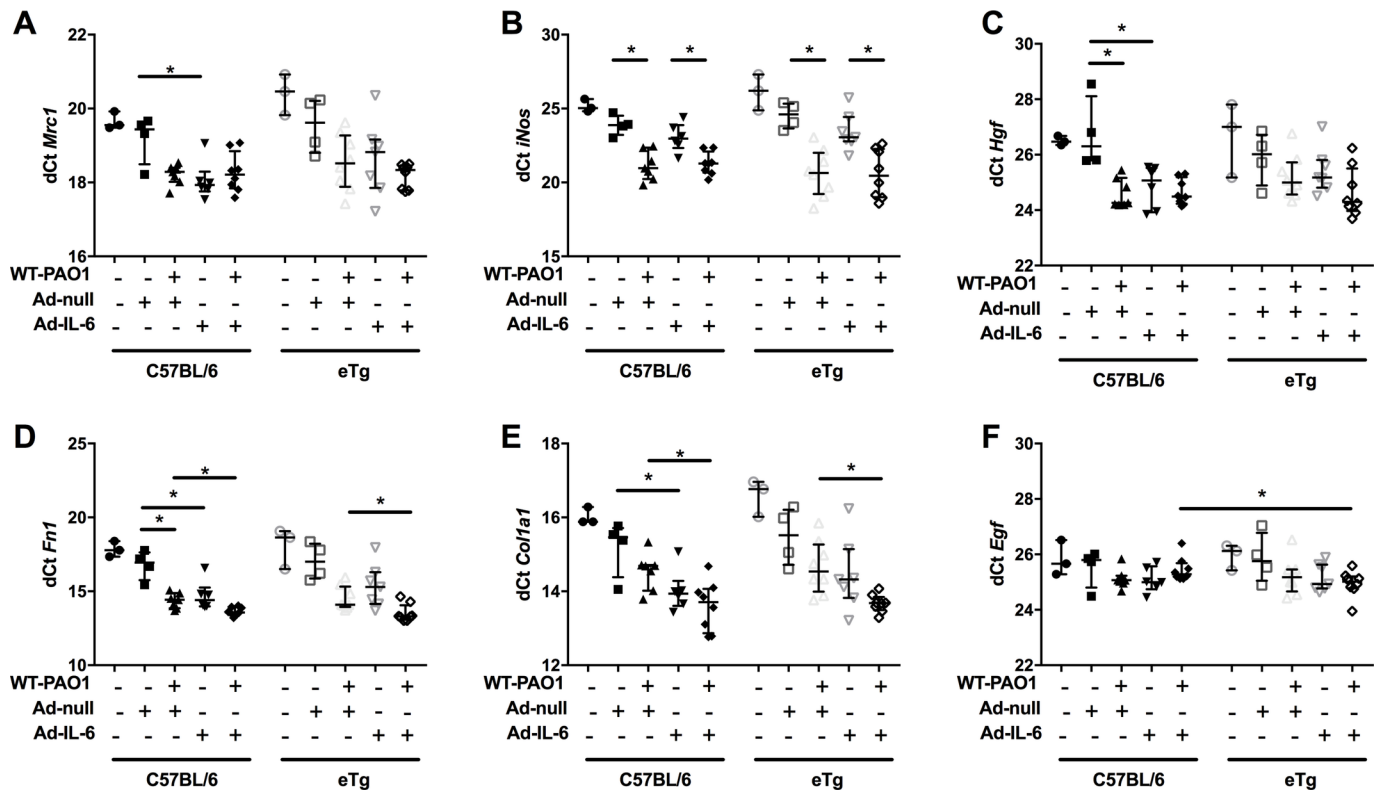 A
B
C
22
20
18
16
dCt Mrc1
*
WT-PAO1 - - + - + - - + - +
Ad-null - + + - - - + + - -
Ad-IL-6 - - - + + - - - + +
C57BL/6 eTg
30
25
20
15
dCt iNos
* * * *
WT-PAO1 - - + - + - - + - +
Ad-null - + + - - - + + - -
Ad-IL-6 - - - + + - - - + +
C57BL/6 eTg
30
28
26
24
22
dCt Hgf
*
*
WT-PAO1 - - + - + - - + - +
Ad-null - + + - - - + + - -
Ad-IL-6 - - - + + - - - + +
C57BL/6 eTg
D
E
F
25
20
15
10
dCt Fn1
*
*
*
*
WT-PAO1 - - + - + - - + - +
Ad-null - + + - - - + + - -
Ad-IL-6 - - - + + - - - + +
C57BL/6 eTg
18
16
14
12
dCt Col1a1
*
*
*
WT-PAO1 - - + - + - - + - +
Ad-null - + + - - - + + - -
Ad-IL-6 - - - + + - - - + +
C57BL/6 eTg
30
28
26
24
22
dCt Egf
*
WT-PAO1 - - + - + - - + - +
Ad-null - + + - - - + + - -
Ad-IL-6 - - - + + - - - + +
C57BL/6 eTg